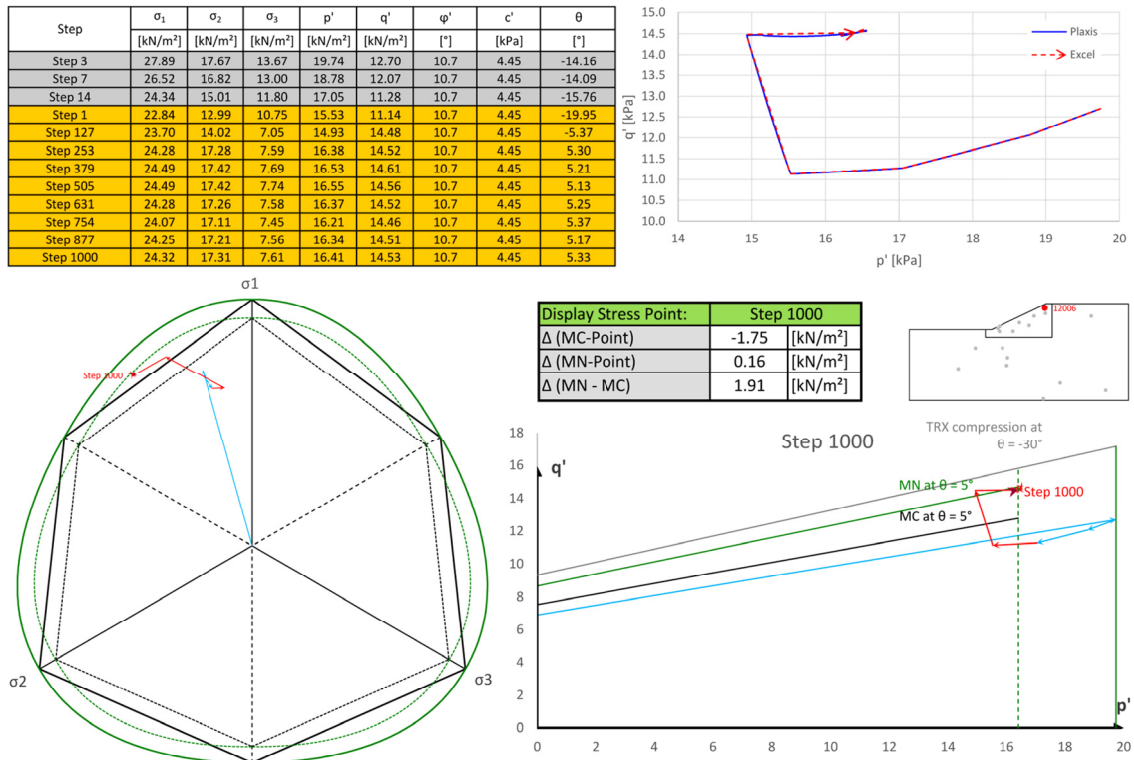 Step σ₁ σ₂ σ₃ p' q' φ' c' θ
[kN/m²] [kN/m²] [kN/m²] [kN/m²] [kN/m²] [°] [kPa] [°]
Step 3 27.89 17.67 13.67 19.74 12.70 10.7 4.45 -14.16
Step 7 26.52 16.82 13.00 18.78 12.07 10.7 4.45 -14.09
Step 14 24.34 15.01 11.80 17.05 11.28 10.7 4.45 -15.76
Step 1 22.84 12.99 10.75 15.53 11.14 10.7 4.45 -19.95
Step 127 23.70 14.02 7.05 14.93 14.48 10.7 4.45 -5.37
Step 253 24.28 17.28 7.59 16.38 14.52 10.7 4.45 5.30
Step 379 24.49 17.42 7.69 16.53 14.61 10.7 4.45 5.21
Step 505 24.49 17.42 7.74 16.55 14.56 10.7 4.45 5.13
Step 631 24.28 17.26 7.58 16.37 14.52 10.7 4.45 5.25
Step 754 24.07 17.11 7.45 16.21 14.46 10.7 4.45 5.37
Step 877 24.25 17.21 7.56 16.34 14.51 10.7 4.45 5.17
Step 1000 24.32 17.31 7.61 16.41 14.53 10.7 4.45 5.33
15.0
14.5
14.0
13.5
13.0
12.5
12.0
11.5
11.0
10.5
10.0
q' [kPa]
Plaxis
Excel
14 15 16 17 18 19 20
p' [kPa]
σ1
Step 1000
σ2
σ3
Display Stress Point: Step 1000
Δ (MC-Point) -1.75 [kN/m²]
Δ (MN-Point) 0.16 [kN/m²]
Δ (MN - MC) 1.91 [kN/m²]
12006
Step 1000
TRX compression at
θ = -30°
q'
MN at θ = 5°
Step 1000
MC at θ = 5°
p'
18
16
14
12
10
8
6
4
2
0
0 2 4 6 8 10 12 14 16 18 20